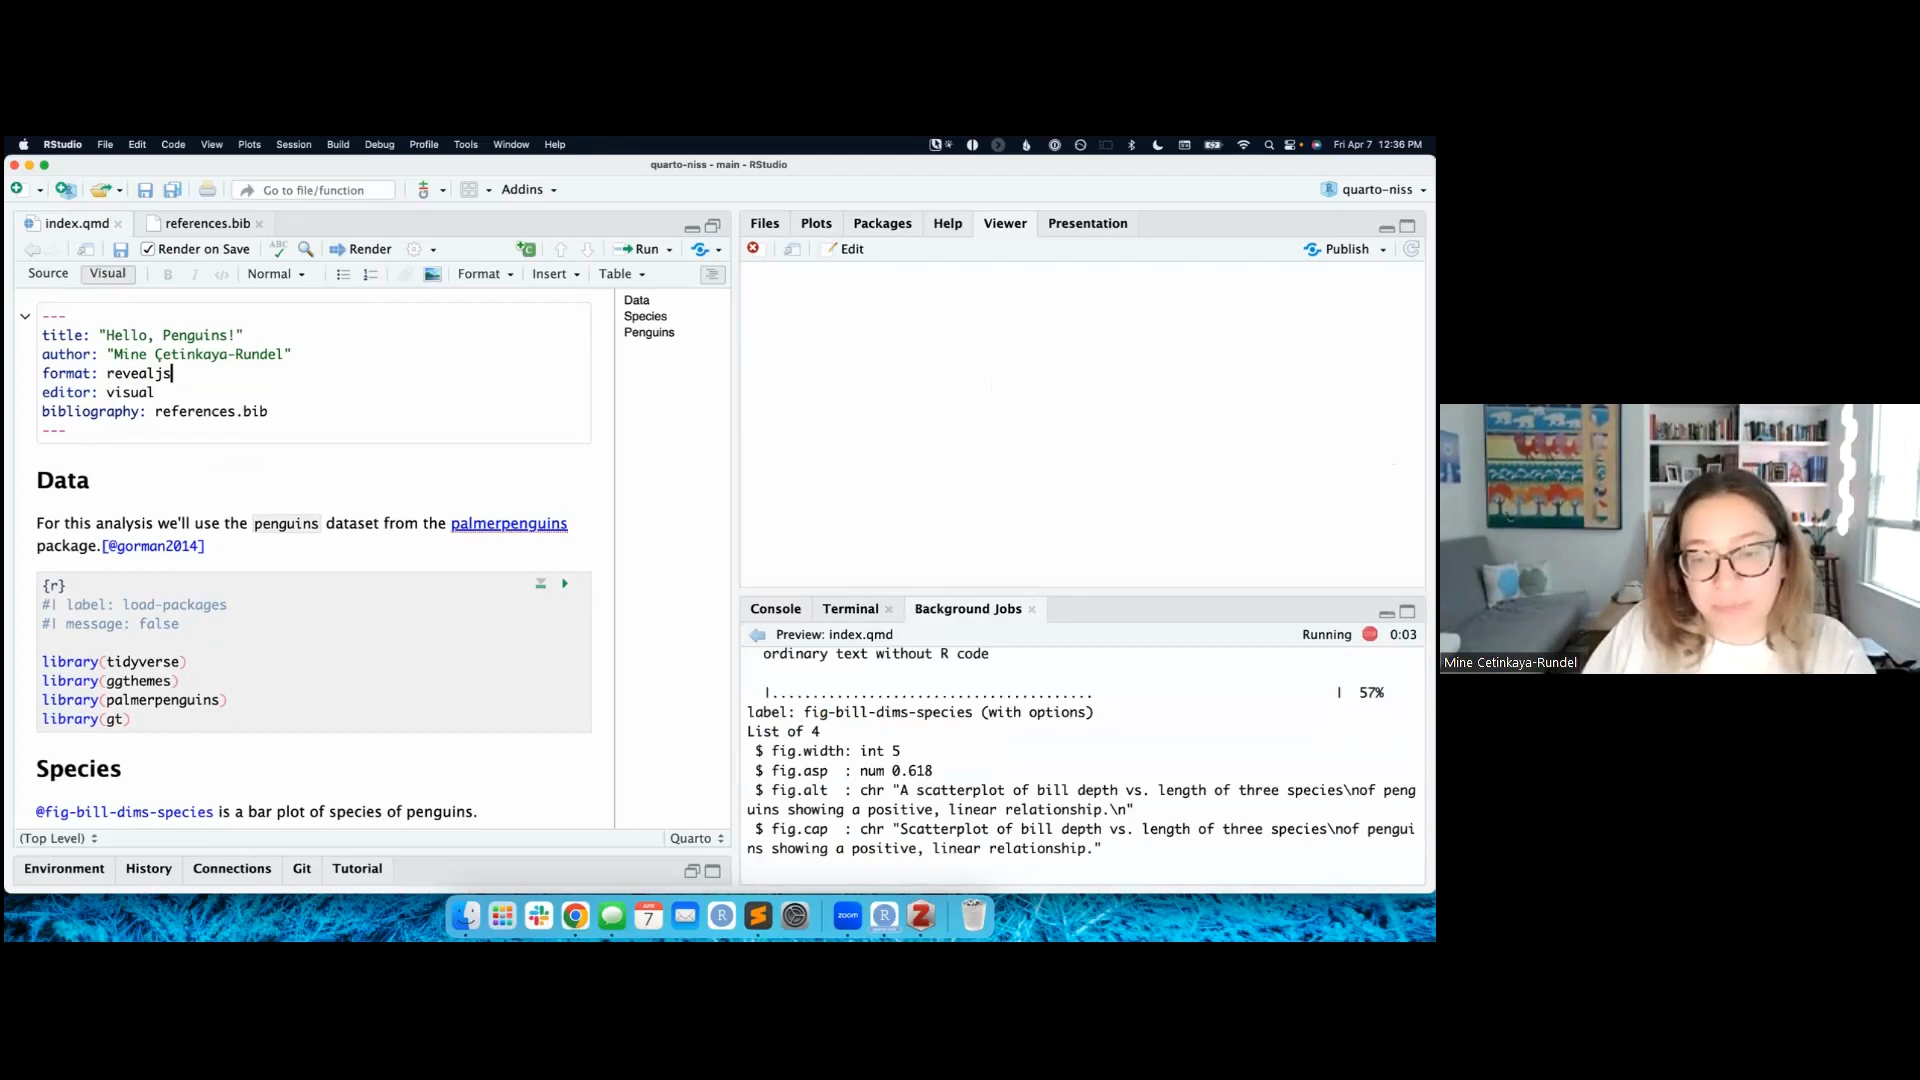 RStudio File Edit Code View Plots Session Build Debug Profile Tools Window Help Fri Apr 7 12:36 PM
quarto-niss - main - RStudio
Go to file/function Addins quarto-niss
index.qmd references.bib
Render on Save ABC Render Run
Source Visual B I </> Normal Format Insert Table
---
title: "Hello, Penguins!"
author: "Mine Çetinkaya-Rundel"
format: revealjs
editor: visual
bibliography: references.bib
---
Data
For this analysis we'll use the penguins dataset from the palmerpenguins
package.[@gorman2014]
{r}
#| label: load-packages
#| message: false
library(tidyverse)
library(ggthemes)
library(palmerpenguins)
library(gt)
Species
@fig-bill-dims-species is a bar plot of species of penguins.
Data
Species
Penguins
(Top Level) Quarto
Environment History Connections Git Tutorial
Files Plots Packages Help Viewer Presentation
Edit Publish
Console Terminal Background Jobs
Preview: index.qmd Running 0:03
ordinary text without R code
|........................................ | 57%
label: fig-bill-dims-species (with options)
List of 4
$ fig.width: int 5
$ fig.asp : num 0.618
$ fig.alt : chr "A scatterplot of bill depth vs. length of three species\nof peng
uins showing a positive, linear relationship.\n"
$ fig.cap : chr "Scatterplot of bill depth vs. length of three species\nof pengui
ns showing a positive, linear relationship."
APR
7
R
zoom
R
Z
Mine Cetinkaya-Rundel